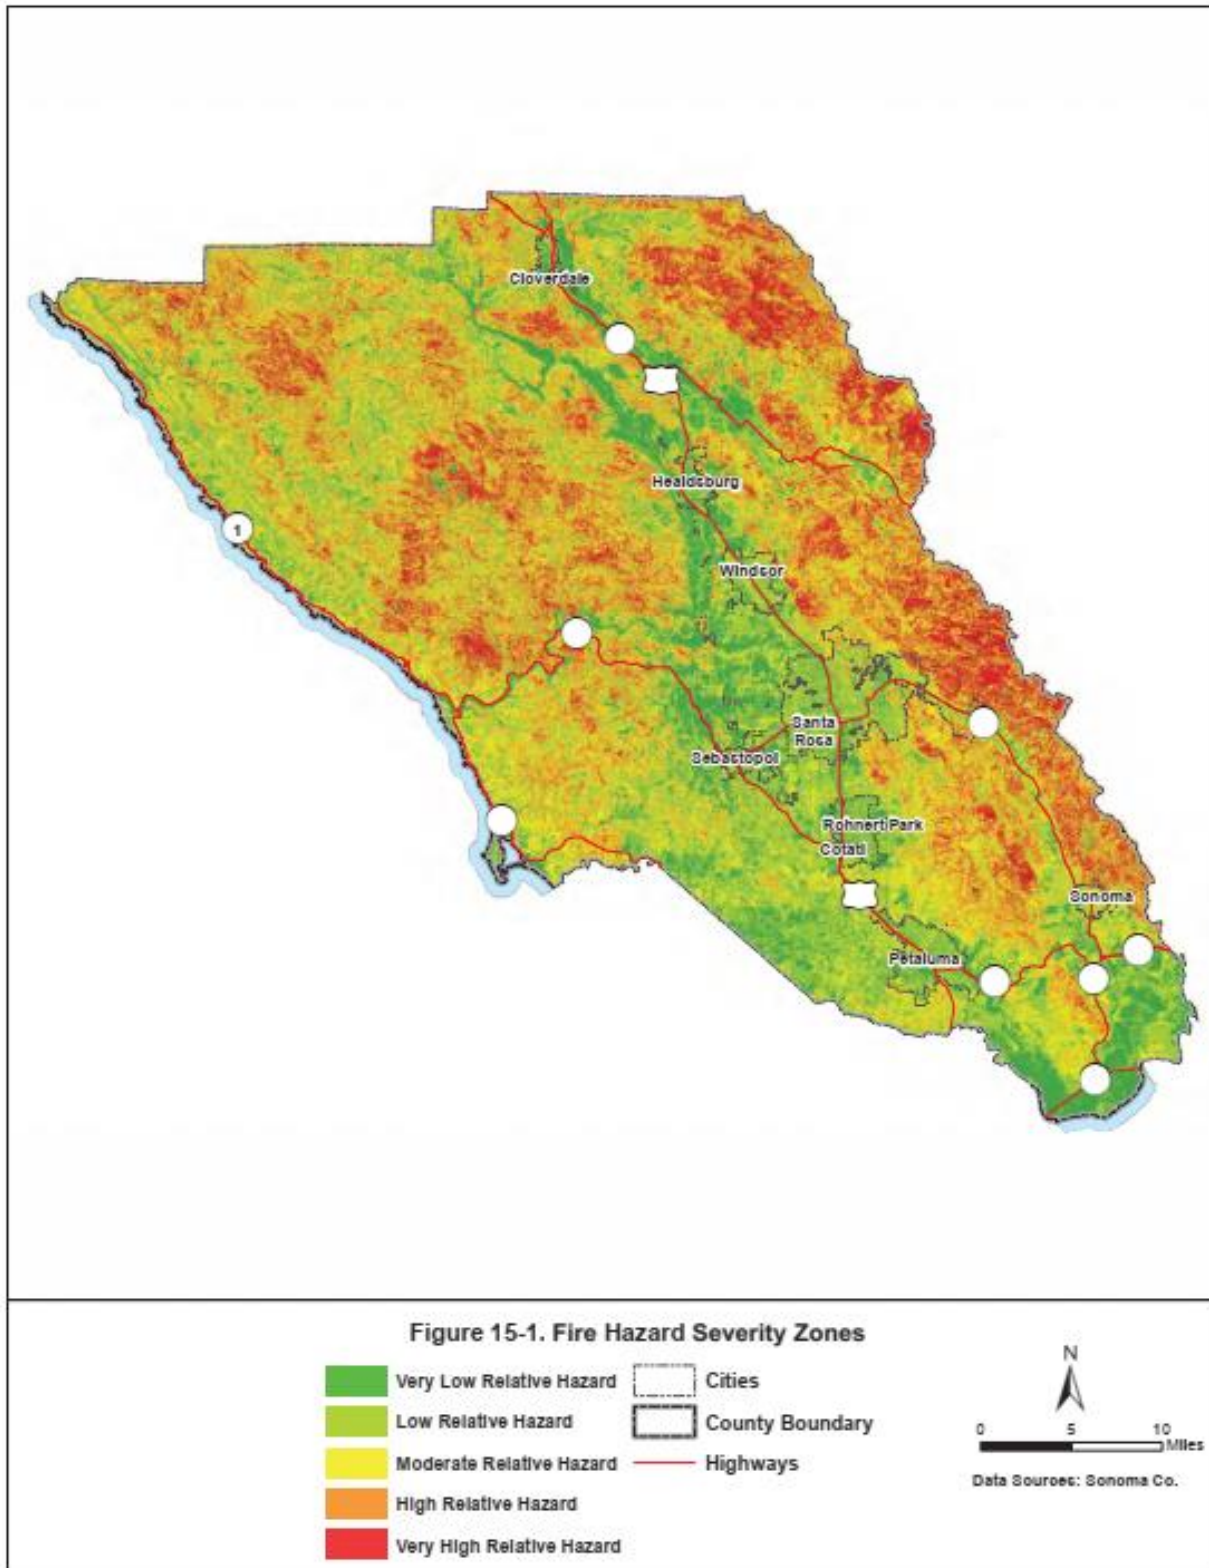 Cloverdale
Healdsburg
1
Windsor
Santa
Rosa
Sebastopol
Rohnert Park
Cotati
Sonoma
Petaluma
Figure 15-1. Fire Hazard Severity Zones
Very Low Relative Hazard
Low Relative Hazard
Moderate Relative Hazard
High Relative Hazard
Very High Relative Hazard
Cities
County Boundary
Highways
N
0 5 10
Miles
Data Sources: Sonoma Co.